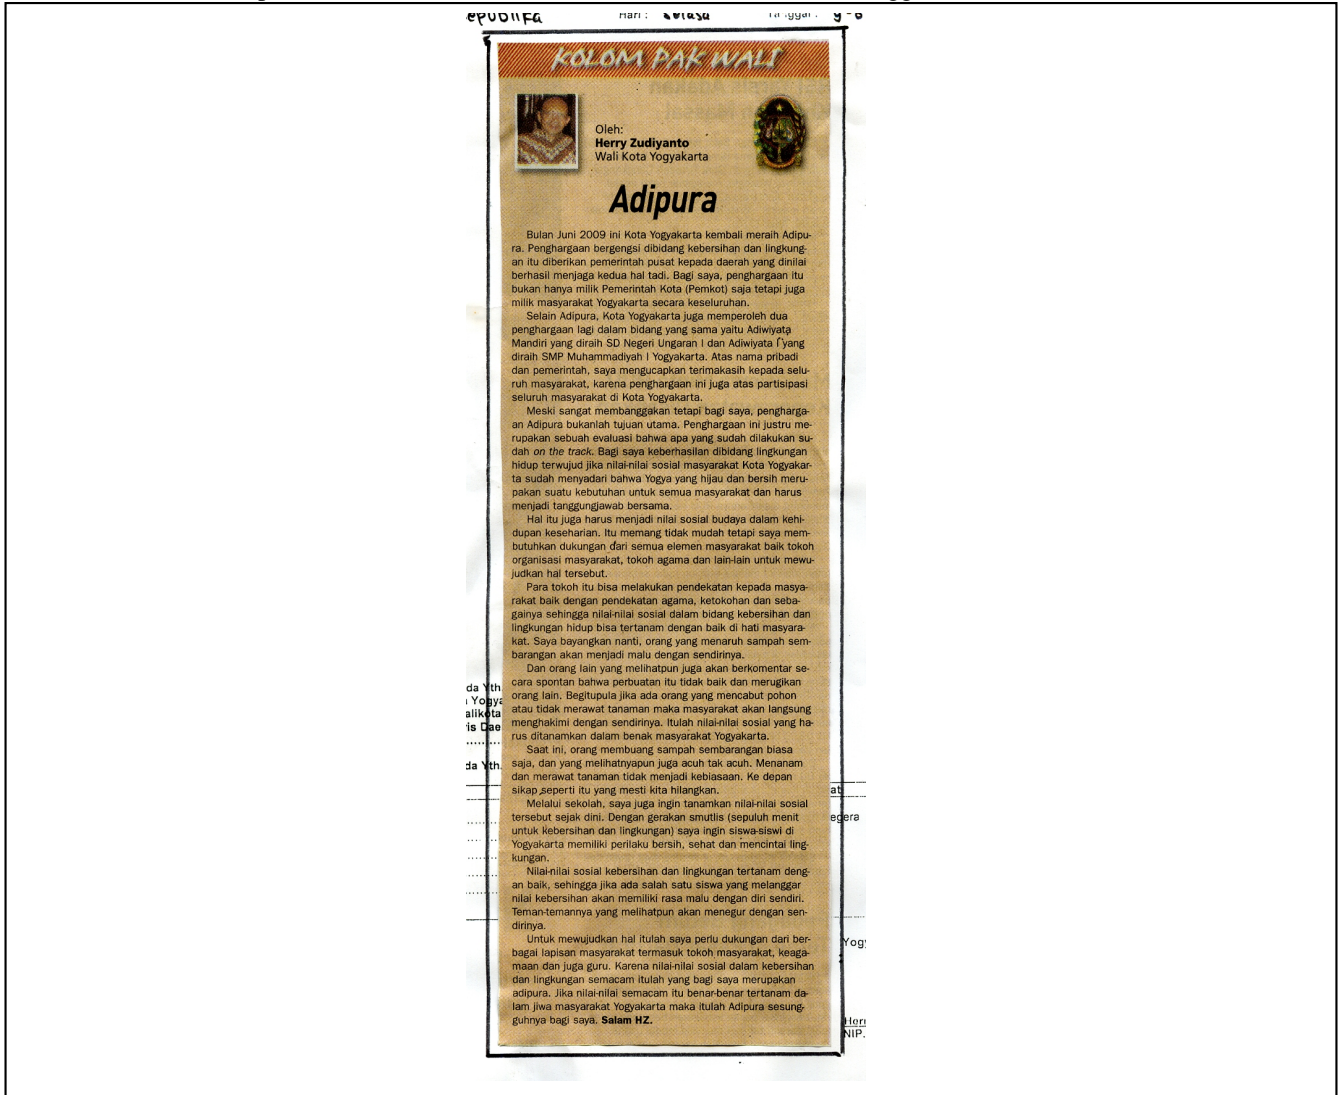 Hari : Selasa
KOLOM PAK WALI
Oleh:
Herry Zudiyanto
Wali Kota Yogyakarta
Adipura
Bulan Juni 2009 ini Kota Yogyakarta kembali meraih Adipu-
ra. Penghargaan bergengsi dibidang kebersihan dan lingkung-
an itu diberikan pemerintah pusat kepada daerah yang dinilai
berhasil menjaga kedua hal tadi. Bagi saya, penghargaan itu
bukan hanya milik Pemerintah Kota (Pemkot) saja tetapi juga
milik masyarakat Yogyakarta secara keseluruhan.
Selain Adipura, Kota Yogyakarta juga memperoleh dua
penghargaan lagi dalam bidang yang sama yaitu Adiwiyata
Mandiri yang diraih SD Negeri Ungaran I dan Adiwiyata I yang
diraih SMP Muhammadiyah I Yogyakarta. Atas nama pribadi
dan pemerintah, saya mengucapkan terimakasih kepada selu-
ruh masyarakat, karena penghargaan ini juga atas partisipasi
seluruh masyarakat di Kota Yogyakarta.
Meski sangat membanggakan tetapi bagi saya, pengharga-
an Adipura bukanlah tujuan utama. Penghargaan ini justru me-
rupakan sebuah evaluasi bahwa apa yang sudah dilakukan su-
dah on the track. Bagi saya keberhasilan dibidang lingkungan
hidup terwujud jika nilai-nilai sosial masyarakat Kota Yogyakar-
ta sudah menyadari bahwa Yogya yang hijau dan bersih meru-
pakan suatu kebutuhan untuk semua masyarakat dan harus
menjadi tanggungjawab bersama.
Hal itu juga harus menjadi nilai sosial budaya dalam kehi-
dupan keseharian. Itu memang tidak mudah tetapi saya mem-
butuhkan dukungan dari semua elemen masyarakat baik tokoh
organisasi masyarakat, tokoh agama dan lain-lain untuk mewu-
judkan hal tersebut.
Para tokoh itu bisa melakukan pendekatan kepada masya-
rakat baik dengan pendekatan agama, ketokohan dan seba-
gainya sehingga nilai-nilai sosial dalam bidang kebersihan dan
lingkungan hidup bisa tertanam dengan baik di hati masyara-
kat. Saya bayangkan nanti, orang yang menaruh sampah sem-
barangan akan menjadi malu dengan sendirinya.
Dan orang lain yang melihatpun juga akan berkomentar se-
cara spontan bahwa perbuatan itu tidak baik dan merugikan
orang lain. Begitupula jika ada orang yang mencabut pohon
atau tidak merawat tanaman maka masyarakat akan langsung
menghakimi dengan sendirinya. Itulah nilai-nilai sosial yang ha-
rus ditanamkan dalam benak masyarakat Yogyakarta.
Saat ini, orang membuang sampah sembarangan biasa
saja, dan yang melihatnyapun juga acuh tak acuh. Menanam
dan merawat tanaman tidak menjadi kebiasaan. Ke depan
sikap seperti itu yang mesti kita hilangkan.
Melalui sekolah, saya juga ingin tanamkan nilai-nilai sosial
tersebut sejak dini. Dengan gerakan smutlis (sepuluh menit
untuk kebersihan dan lingkungan) saya ingin siswa-siswi di
Yogyakarta memiliki perilaku bersih, sehat dan mencintai ling-
kungan.
Nilai-nilai sosial kebersihan dan lingkungan tertanam deng-
an baik, sehingga jika ada salah satu siswa yang melanggar
nilai kebersihan akan memiliki rasa malu dengan diri sendiri.
Teman-temannya yang melihatpun akan menegur dengan sen-
dirinya.
Untuk mewujudkan hal itulah saya perlu dukungan dari ber-
bagai lapisan masyarakat termasuk tokoh masyarakat, keaga-
maan dan juga guru. Karena nilai-nilai sosial dalam kebersihan
dan lingkungan semacam itulah yang bagi saya merupakan
adipura. Jika nilai-nilai semacam itu benar-benar tertanam da-
lam jiwa masyarakat Yogyakarta maka itulah Adipura sesung-
guhnya bagi saya. Salam HZ.
da Yth.
da Yth.
NIP.